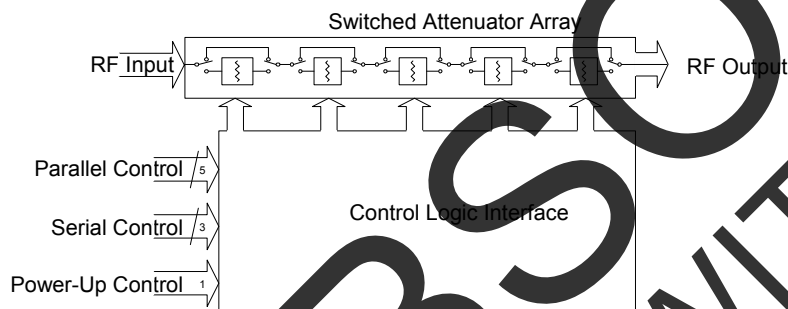 Switched Attenuator Array
RF Input
RF Output
Parallel Control 5
Serial Control 3
Control Logic Interface
Power-Up Control 1